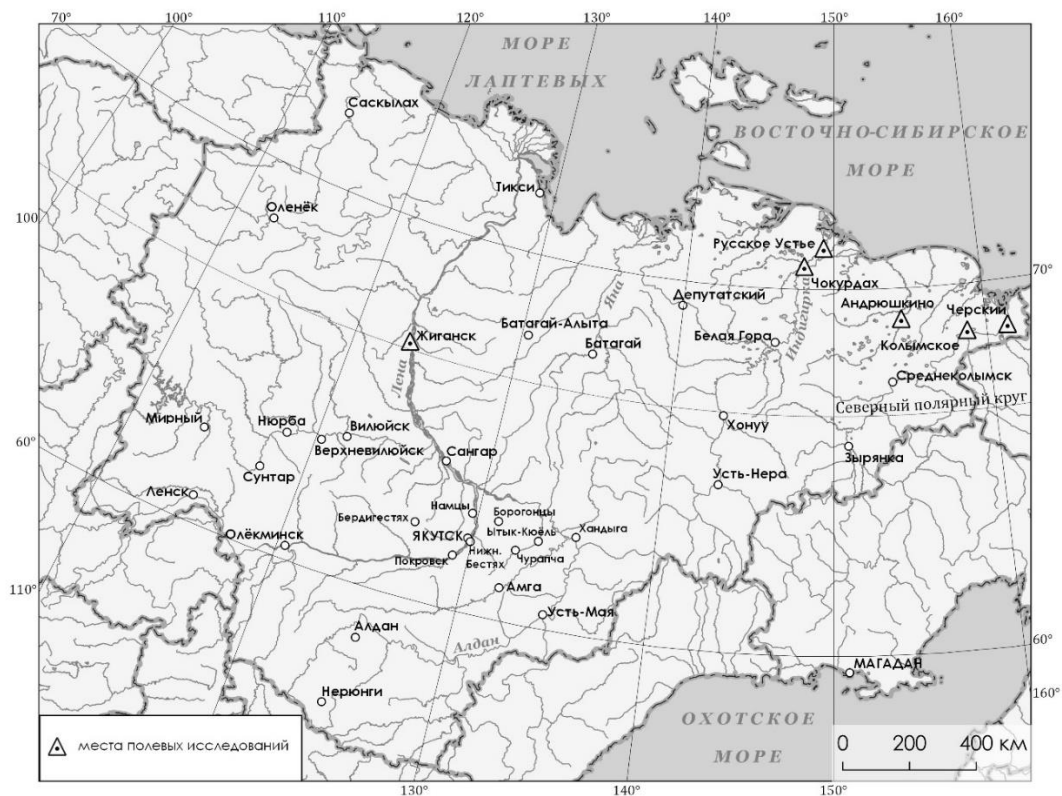 70°
100°
110°
120°
130°
140°
150°
160°
МОРЕ
ЛАПТЕВЫХ
Саскылах
ВОСТОЧНО-СИБИРСКОЕ
МОРЕ
Тикси
Оленёк
100
Русское Устье
Чокурдах
70°
Яна
Индигирка
Депутатский
Андрюшкино
Черский
Жиганск
Батагай-Алыта
Белая Гора
Колымское
Батагай
Лена
Среднеколымск
Северный полярный круг
Мирный
Нюрба
Вилюйск
Хонуу
60°
Верхневилюйск
Сангар
Зырянка
Сунтар
Усть-Нера
Ленск
Намцы
Борогонцы
Бердигестях
Ытык-Кюёль
Хандыга
Олёкминск
ЯКУТСК
Нижн.
Бестях
Чурапча
Покровск
110°
Амга
Усть-Мая
Алдан
Алдан
60°
МАГАДАН
Нерюнги
160°
ОХОТСКОЕ
МОРЕ
места полевых исследований
0 200 400 км
130°
140°
150°